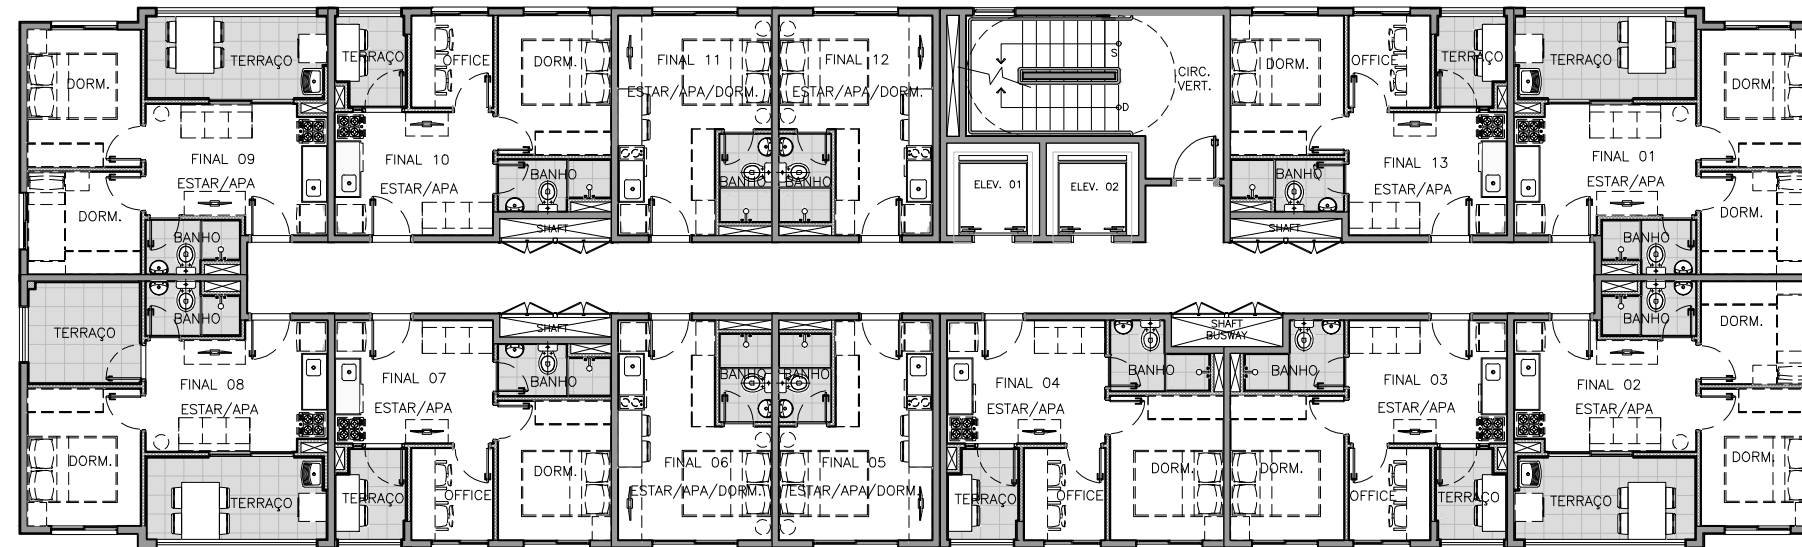 TERRAÇO
TERRAÇO
OFFICE
DORM.
FINAL 11
ESTAR/APA/DORM.
FINAL 12
ESTAR/APA/DORM.
S
D
CIRC.
VERT.
DORM.
OFFICE
TERRAÇO
TERRAÇO
DORM.
DORM.
FINAL 09
ESTAR/APA
FINAL 10
ESTAR/APA
BANHO
BANHO
BANHO
ELEV. 01
ELEV. 02
BANHO
FINAL 13
ESTAR/APA
FINAL 01
ESTAR/APA
DORM.
DORM.
BANHO
SHAFT
SHAFT
BANHO
TERRAÇO
BANHO
SHAFT
SHAFT
BUSWAY
BANHO
DORM.
FINAL 08
ESTAR/APA
FINAL 07
ESTAR/APA
BANHO
BANHO
BANHO
FINAL 04
ESTAR/APA
BANHO
BANHO
FINAL 03
ESTAR/APA
FINAL 02
ESTAR/APA
DORM.
TERRAÇO
TERRAÇO
OFFICE
DORM.
FINAL 06
ESTAR/APA/DORM.
FINAL 05
ESTAR/APA/DORM.
TERRAÇO
OFFICE
DORM.
DORM.
OFFICE
TERRAÇO
TERRAÇO
DORM.